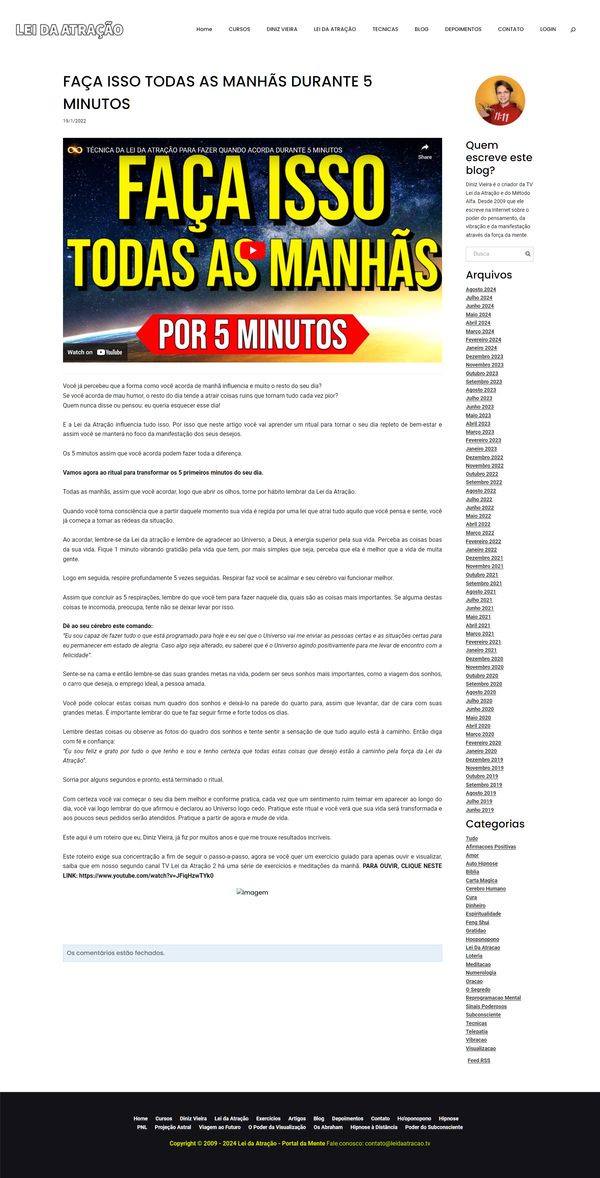 LEI DA ATRAÇÃO
Home CURSOS DINIZ VIEIRA LEI DA ATRAÇÃO TECNICAS BLOG DEPOIMENTOS CONTATO LOGIN
FAÇA ISSO TODAS AS MANHÃS DURANTE 5
MINUTOS
19/1/2022
TÉCNICA DA LEI DA ATRAÇÃO PARA FAZER QUANDO ACORDA DURANTE 5 MINUTOS
Share
FAÇA ISSO
TODAS AS MANHÃS
POR 5 MINUTOS
Watch on YouTube
Você já percebeu que a forma como você acorda de manhã influencia e muito o resto do seu dia?
Se você acorda de mau humor, o resto do dia tende a atrair coisas ruins que tornam tudo cada vez pior?
Quem nunca disse ou pensou: eu queria esquecer esse dia!
E a Lei da Atração influencia tudo isso. Por isso que neste artigo você vai aprender um ritual para tornar o seu dia repleto de bem-estar e
assim você se manterá no foco da manifestação dos seus desejos.
Os 5 minutos assim que você acorda podem fazer toda a diferença.
Vamos agora ao ritual para transformar os 5 primeiros minutos do seu dia.
Todas as manhãs, assim que você acordar, logo que abrir os olhos, torne por hábito lembrar da Lei da Atração.
Quando você toma consciência que a partir daquele momento sua vida é regida por uma lei que atrai tudo aquilo que você pensa e sente, você
já começa a tomar as rédeas da situação.
Ao acordar, lembre-se da Lei da atração e lembre de agradecer ao Universo, a Deus, à energia superior pela sua vida. Perceba as coisas boas
da sua vida. Fique 1 minuto vibrando gratidão pela vida que tem, por mais simples que seja, perceba que ela é melhor que a vida de muita
gente.
Logo em seguida, respire profundamente 5 vezes seguidas. Respirar faz você se acalmar e seu cérebro vai funcionar melhor.
Assim que concluir as 5 respirações, lembre do que você tem para fazer naquele dia, quais são as coisas mais importantes. Se alguma destas
coisas te incomoda, preocupa, tente não se deixar levar por isso.
Dê ao seu cérebro este comando:
“Eu sou capaz de fazer tudo o que está programado para hoje e eu sei que o Universo vai me enviar as pessoas certas e as situações certas para
eu permanecer em estado de alegria. Caso algo seja alterado, eu saberei que é o Universo agindo positivamente para me levar de encontro com a
felicidade”.
Sente-se na cama e então lembre-se das suas grandes metas na vida, podem ser seus sonhos mais importantes, como a viagem dos sonhos,
o carro que deseja, o emprego ideal, a pessoa amada.
Você pode colocar estas coisas num quadro dos sonhos e deixá-lo na parede do quarto para, assim que levantar, dar de cara com suas
grandes metas. É importante lembrar do que te faz seguir firme e forte todos os dias.
Lembre destas coisas ou observe as fotos do quadro dos sonhos e tente sentir a sensação de que tudo aquilo está à caminho. Então diga
com fé e confiança:
“Eu sou feliz e grato por tudo o que tenho e sou e tenho certeza que todas estas coisas que desejo estão à caminho pela força da Lei da
Atração”.
Sorria por alguns segundos e pronto, está terminado o ritual.
Com certeza você vai começar o seu dia bem melhor e conforme pratica, cada vez que um sentimento ruim teimar em aparecer ao longo do
dia, você vai logo lembrar do que afirmou e declarou ao Universo logo cedo. Pratique este ritual e você verá que sua vida será transformada e
aos poucos seus pedidos serão atendidos. Pratique a partir de agora e mude de vida.
Este aqui é um roteiro que eu, Diniz Vieira, já fiz por muitos anos e que me trouxe resultados incríveis.
Este roteiro exige sua concentração a fim de seguir o passo-a-passo, agora se você quer um exercício guiado para apenas ouvir e visualizar,
saiba que em nosso segundo canal TV Lei da Atração 2 há uma série de exercícios e meditações da manhã. PARA OUVIR, CLIQUE NESTE
LINK: https://www.youtube.com/watch?v=JFiqHzwTYk0
Imagem
Os comentários estão fechados.
11:11
Quem
escreve este
blog?
Diniz Vieira é o criador da TV
Lei da Atração e do Método
Alfa. Desde 2009 que ele
escreve na Internet sobre o
poder do pensamento, da
vibração e da manifestação
através da força da mente.
Busca
Arquivos
Agosto 2024
Julho 2024
Junho 2024
Maio 2024
Abril 2024
Março 2024
Fevereiro 2024
Janeiro 2024
Dezembro 2023
Novembro 2023
Outubro 2023
Setembro 2023
Agosto 2023
Julho 2023
Junho 2023
Maio 2023
Abril 2023
Março 2023
Fevereiro 2023
Janeiro 2023
Dezembro 2022
Novembro 2022
Outubro 2022
Setembro 2022
Agosto 2022
Julho 2022
Junho 2022
Maio 2022
Abril 2022
Março 2022
Fevereiro 2022
Janeiro 2022
Dezembro 2021
Novembro 2021
Outubro 2021
Setembro 2021
Agosto 2021
Julho 2021
Junho 2021
Maio 2021
Abril 2021
Março 2021
Fevereiro 2021
Janeiro 2021
Dezembro 2020
Novembro 2020
Outubro 2020
Setembro 2020
Agosto 2020
Julho 2020
Junho 2020
Maio 2020
Abril 2020
Março 2020
Fevereiro 2020
Janeiro 2020
Dezembro 2019
Novembro 2019
Outubro 2019
Setembro 2019
Agosto 2019
Julho 2019
Junho 2019
Categorias
Tudo
Afirmacoes Positivas
Amor
Auto Hipnose
Bíblia
Carta Magica
Cerebro Humano
Cura
Dinheiro
Espiritualidade
Feng Shui
Gratidao
Hooponopono
Lei Da Atracao
Loteria
Meditacao
Numerologia
Oracao
O Segredo
Reprogramacao Mental
Sinais Poderosos
Subconsciente
Tecnicas
Telepatia
Vibracao
Visualizacao
Feed RSS
Home Cursos Diniz Vieira Lei da Atração Exercícios Artigos Blog Depoimentos Contato Ho'oponopono Hipnose
PNL Projeção Astral Viagem ao Futuro O Poder da Visualização Os Abraham Hipnose à Distância Poder do Subconsciente
Copyright © 2009 - 2024 Lei da Atração - Portal da Mente Fale conosco: contato@leidaatracao.tv